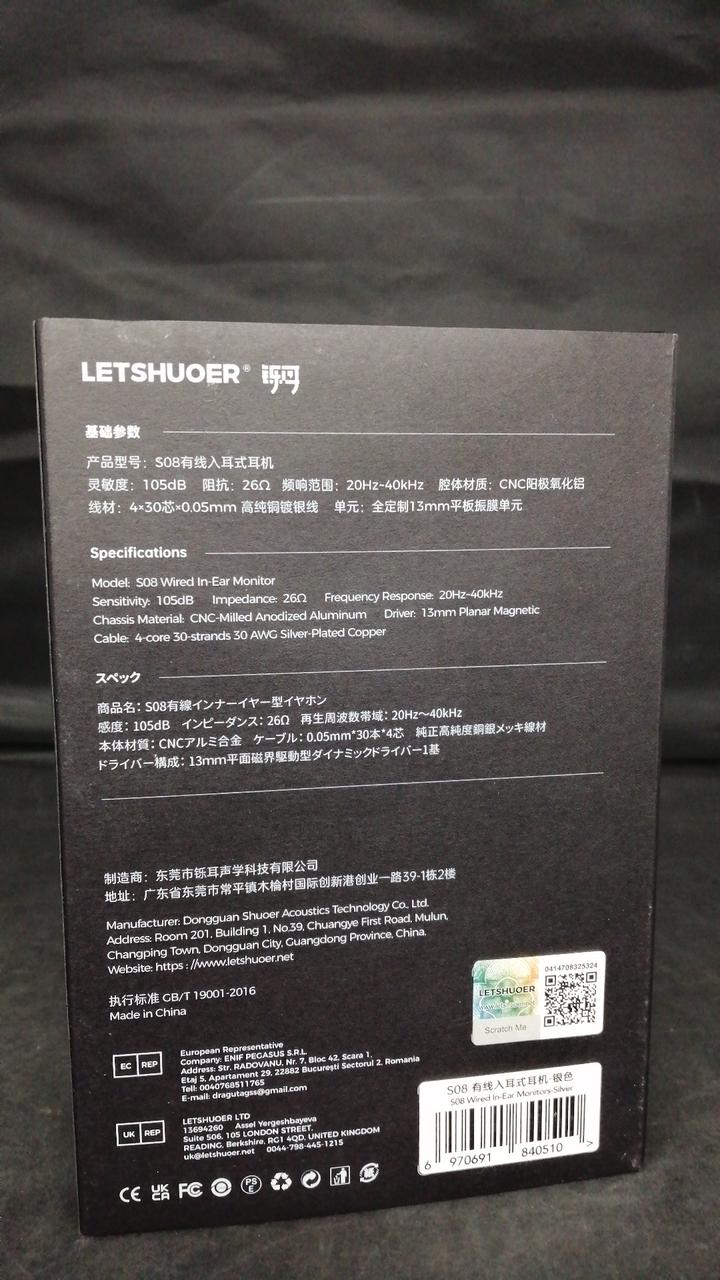 LETSHUOER® 铄耳
基础参数
产品型号：S08有线入耳式耳机
灵敏度：105dB 阻抗：26Ω 频响范围：20Hz~40kHz 腔体材质：CNC阳极氧化铝
线材：4×30芯×0.05mm 高纯铜镀银线 单元：全定制13mm平板振膜单元
Specifications
Model: S08 Wired In-Ear Monitor
Sensitivity: 105dB Impedance: 26Ω Frequency Response: 20Hz~40kHz
Chassis Material: CNC-Milled Anodized Aluminum Driver: 13mm Planar Magnetic
Cable: 4-core 30-strands 30 AWG Silver-Plated Copper
スペック
商品名：S08有線インナーイヤー型イヤホン
感度：105dB インピーダンス：26Ω 再生周波数帯域：20Hz～40kHz
本体材質：CNCアルミ合金 ケーブル：0.05mm*30本*4芯 純正高純度銅銀メッキ線材
ドライバー構成：13mm平面磁界駆動型ダイナミックドライバー1基
制造商：东莞市铄耳声学科技有限公司
地址：广东省东莞市常平镇木棆村国际创新港创业一路39-1栋2楼
Manufacturer: Dongguan Shuoer Acoustics Technology Co., Ltd.
Address: Room 201, Building 1, No.39, Chuangye First Road, Mulun,
Changping Town, Dongguan City, Guangdong Province, China.
Website: https://www.letshuoer.net
执行标准 GB/T 19001-2016
Made in China
LETSHUOER
Scratch Me
0414708325324
EC REP
European Representative
Company: ENIF PEGASUS S.R.L
Address: Str. RADOVANU, Nr. 7, Bloc 42, Scara 1,
Etaj 5, Apartament 29, 22882 București Sectorul 2, Romania
Tell: 0040768511765
E-mail: dragutagss@gmail.com
UK REP
LETSHUOER LTD
13694260 Assel Yergeshbayeva
Suite 506, 105 LONDON STREET,
READING, Berkshire, RG1 4QD, UNITED KINGDOM
uk@letshuoer.net 0044-798-445-1215
S08 有线入耳式耳机-银色
S08 Wired In-Ear Monitors-Silver
6 970691 840510 >
CE UK CA FC PS E